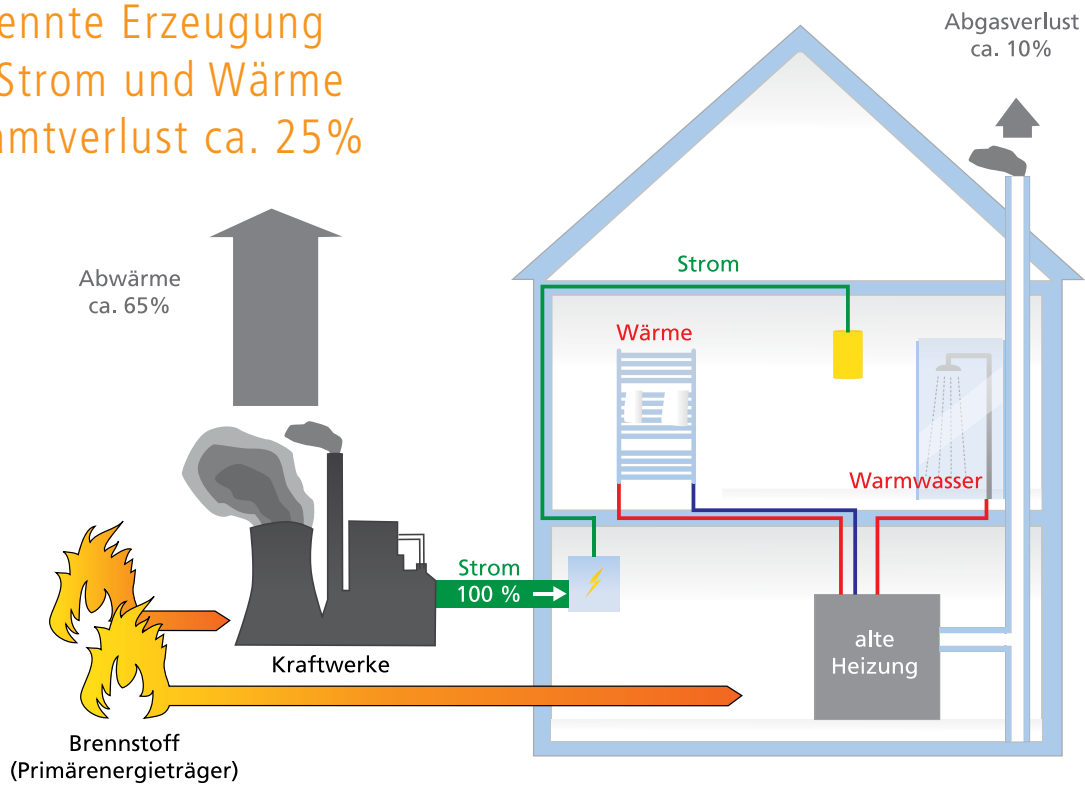 ennte Erzeugung
Strom und Wärme
amtverlust ca. 25%
Abgasverlust
ca. 10%
Abwärme
ca. 65%
Strom
Wärme
Warmwasser
Strom
100 %
alte
Heizung
Kraftwerke
Brennstoff
(Primärenergieträger)